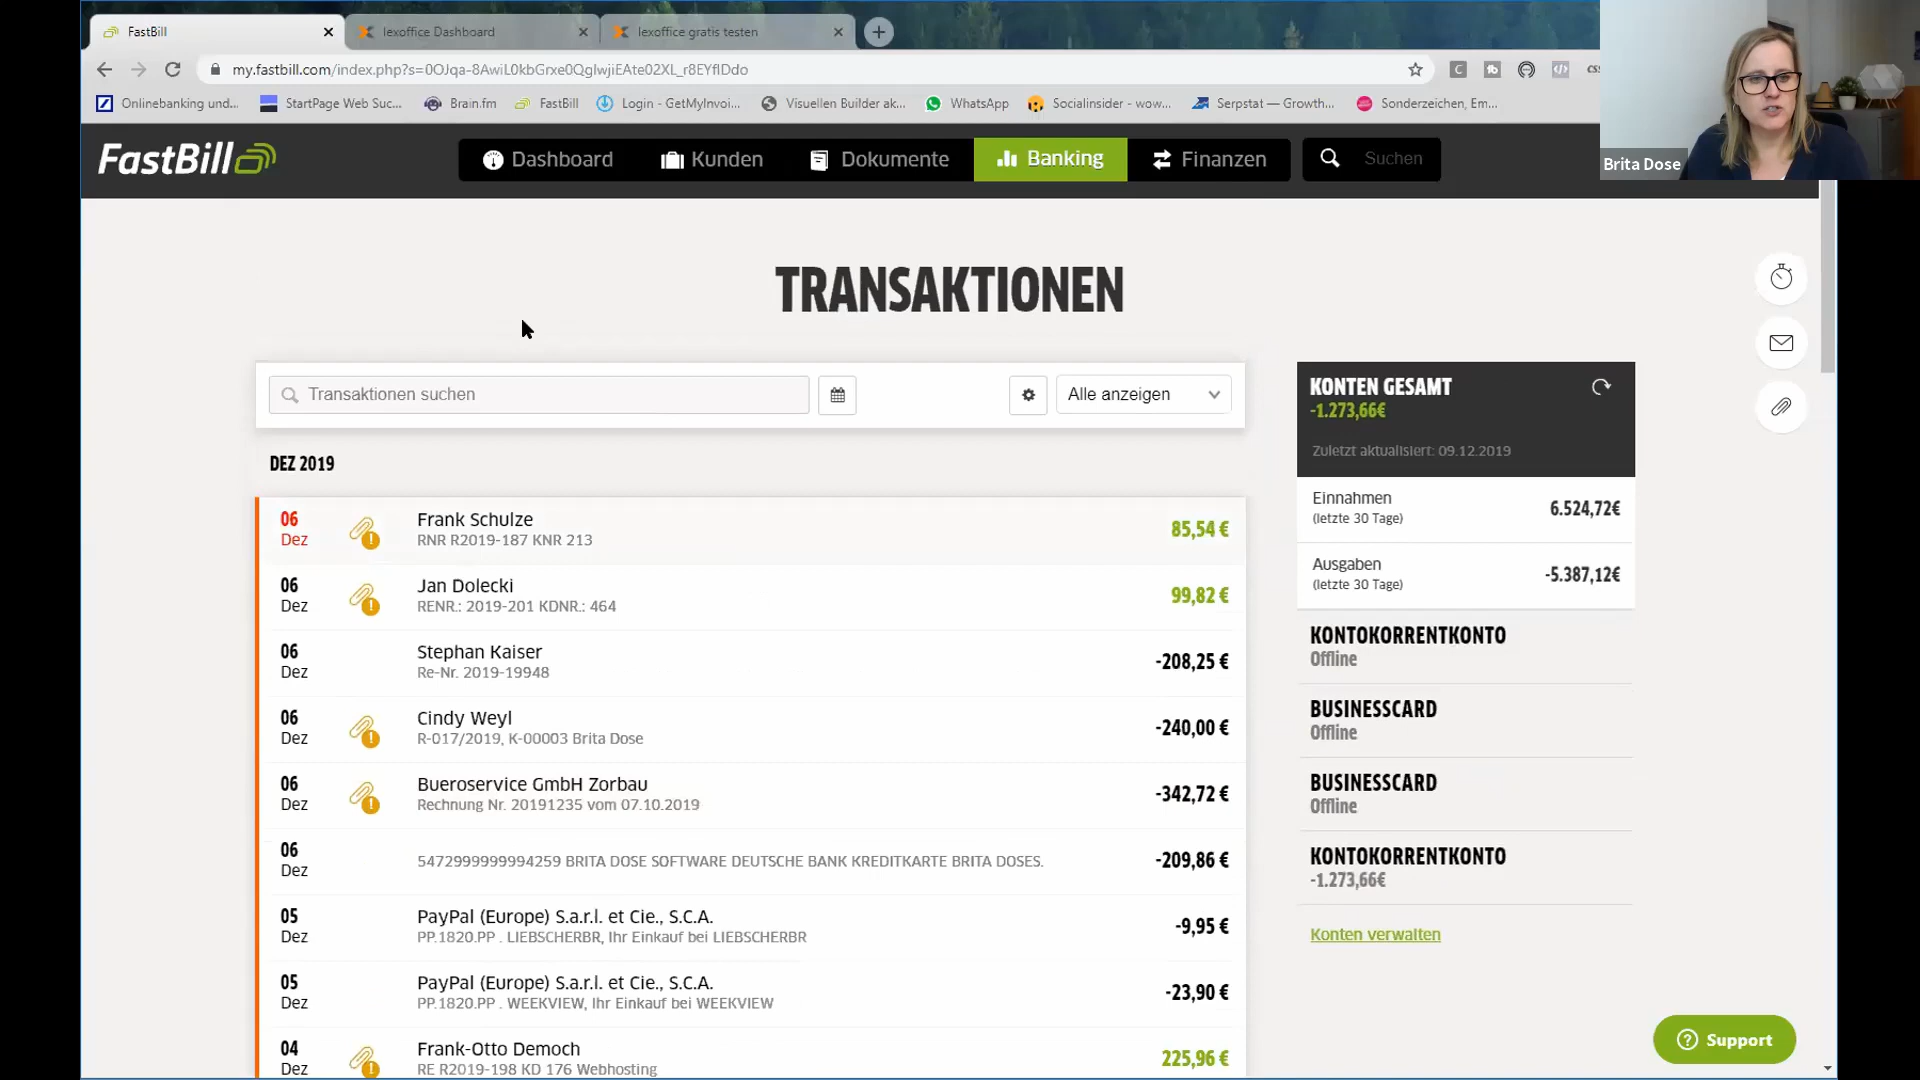 FastBill
lexoffice Dashboard
lexoffice gratis testen
my.fastbill.com/index.php?s=0OJqa-8AwiL0kbGrxe0QglwjiEAte02XL_r8EYflDdo
Onlinebanking und...
StartPage Web Suc...
Brain.fm
FastBill
Login - GetMyInvoi...
Visuellen Builder ak...
WhatsApp
Socialinsider - wow...
Serpstat — Growth...
Sonderzeichen, Em...
FastBill
Dashboard
Kunden
Dokumente
Banking
Finanzen
Suchen
Brita Dose
TRANSAKTIONEN
Transaktionen suchen
Alle anzeigen
DEZ 2019
06 Dez
Frank Schulze
RNR R2019-187 KNR 213
85,54 €
06 Dez
Jan Dolecki
RENR.: 2019-201 KDNR.: 464
99,82 €
06 Dez
Stephan Kaiser
Re-Nr. 2019-19948
-208,25 €
06 Dez
Cindy Weyl
R-017/2019, K-00003 Brita Dose
-240,00 €
06 Dez
Bueroservice GmbH Zorbau
Rechnung Nr. 20191235 vom 07.10.2019
-342,72 €
06 Dez
5472999999994259 BRITA DOSE SOFTWARE DEUTSCHE BANK KREDITKARTE BRITA DOSES.
-209,86 €
05 Dez
PayPal (Europe) S.a.r.l. et Cie., S.C.A.
PP.1820.PP . LIEBSCHERBR, Ihr Einkauf bei LIEBSCHERBR
-9,95 €
05 Dez
PayPal (Europe) S.a.r.l. et Cie., S.C.A.
PP.1820.PP . WEEKVIEW, Ihr Einkauf bei WEEKVIEW
-23,90 €
04 Dez
Frank-Otto Democh
RE R2019-198 KD 176 Webhosting
225,96 €
KONTEN GESAMT
-1.273,66€
Zuletzt aktualisiert: 09.12.2019
Einnahmen
(letzte 30 Tage)
6.524,72€
Ausgaben
(letzte 30 Tage)
-5.387,12€
KONTOKORRENTKONTO
Offline
BUSINESSCARD
Offline
BUSINESSCARD
Offline
KONTOKORRENTKONTO
-1.273,66€
Konten verwalten
Support